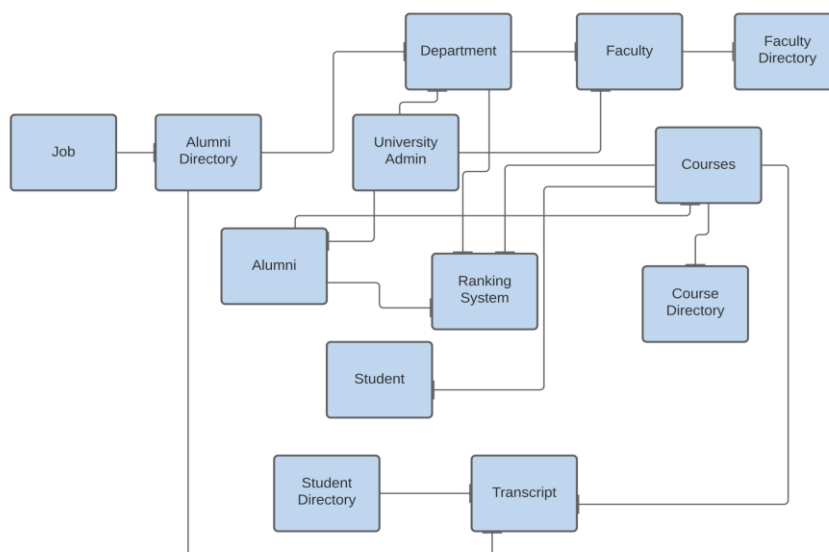 Department
Faculty
Faculty
Directory
Job
Alumni
Directory
University
Admin
Courses
Alumni
Ranking
System
Course
Directory
Student
Student
Directory
Transcript